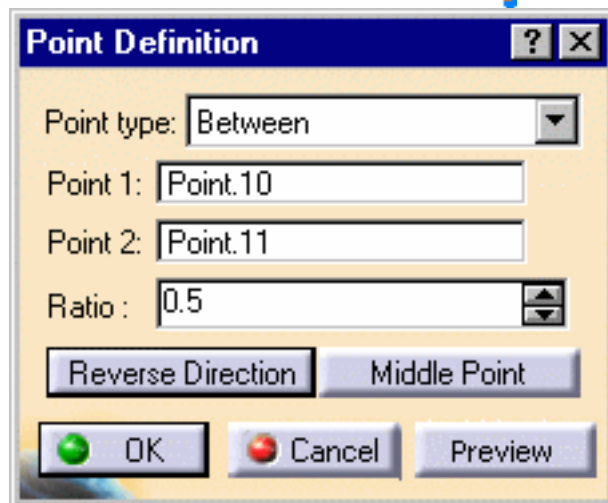 Point Definition
Point type: Between
Point 1: Point.10
Point 2: Point.11
Ratio : 0.5
Reverse Direction Middle Point
OK Cancel Preview